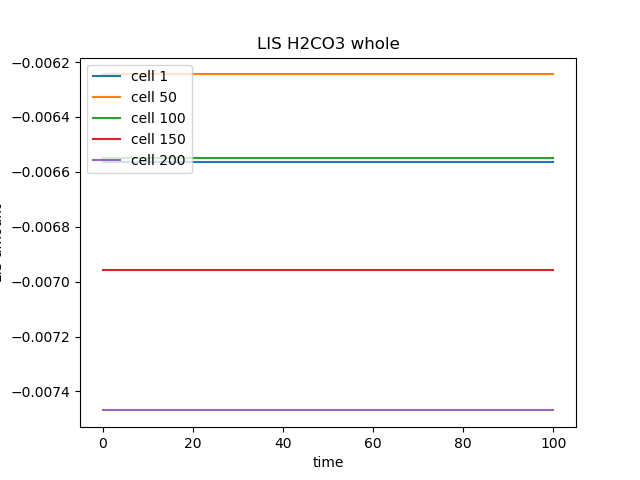 LIS H2CO3 whole
−0.0062
−0.0064
−0.0066
−0.0068
−0.0070
−0.0072
−0.0074
cell 1
cell 50
cell 100
cell 150
cell 200
0 20 40 60 80 100
time